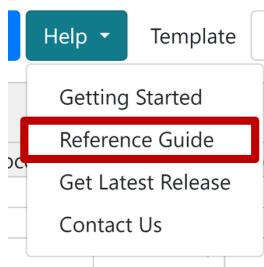 Help Template
Getting Started
Reference Guide
Get Latest Release
Contact Us